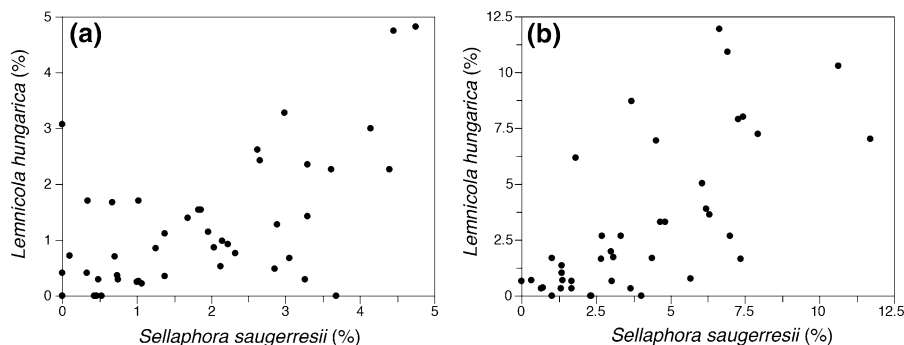 (a)
5
4
3
2
1
0
Lemnicola hungarica (%)
0 1 2 3 4 5
Sellaphora saugerresii (%)
(b)
12.5
10
7.5
5
2.5
0
Lemnicola hungarica (%)
0 2.5 5 7.5 10 12.5
Sellaphora saugerresii (%)